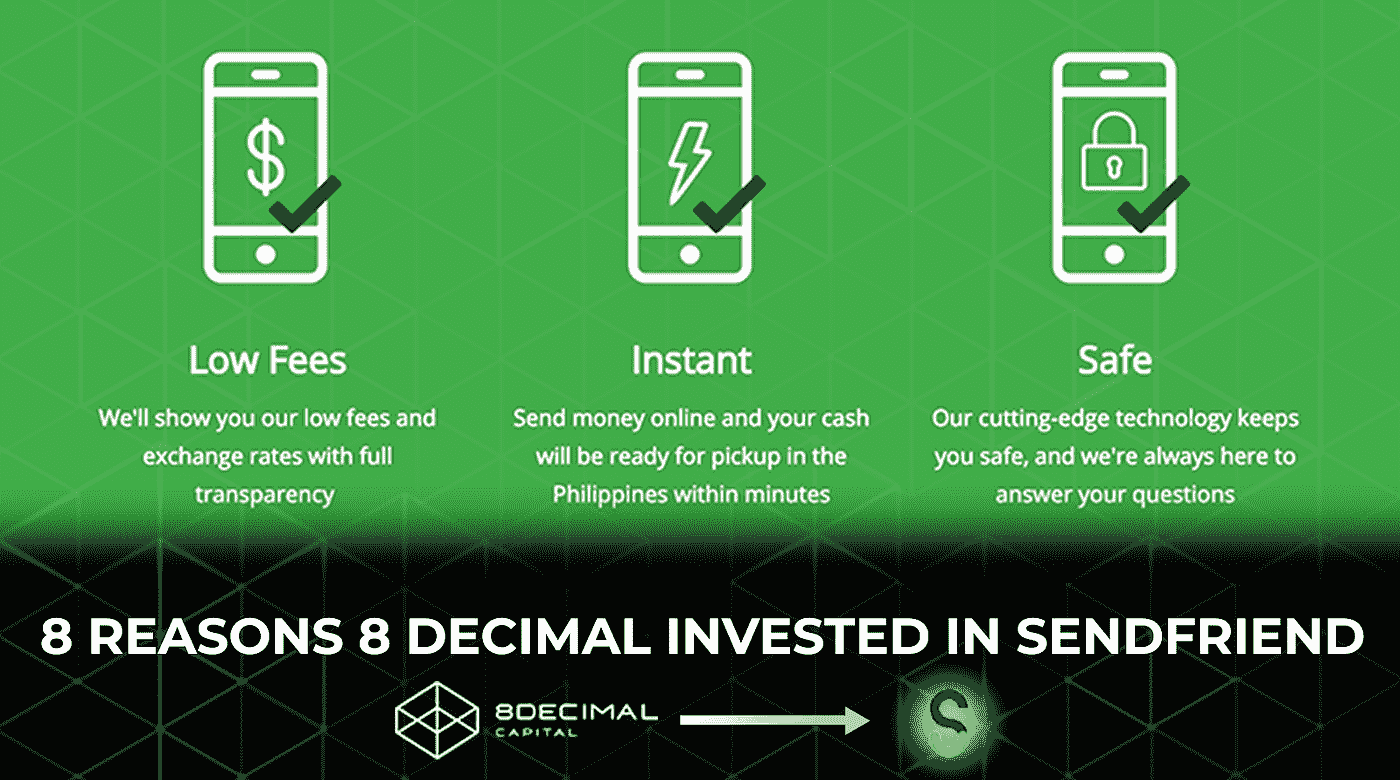 Low Fees
We'll show you our low fees and
exchange rates with full
transparency
Instant
Send money online and your cash
will be ready for pickup in the
Philippines within minutes
Safe
Our cutting-edge technology keeps
you safe, and we're always here to
answer your questions
8 REASONS 8 DECIMAL INVESTED IN SENDFRIEND
8DECIMAL
CAPITAL